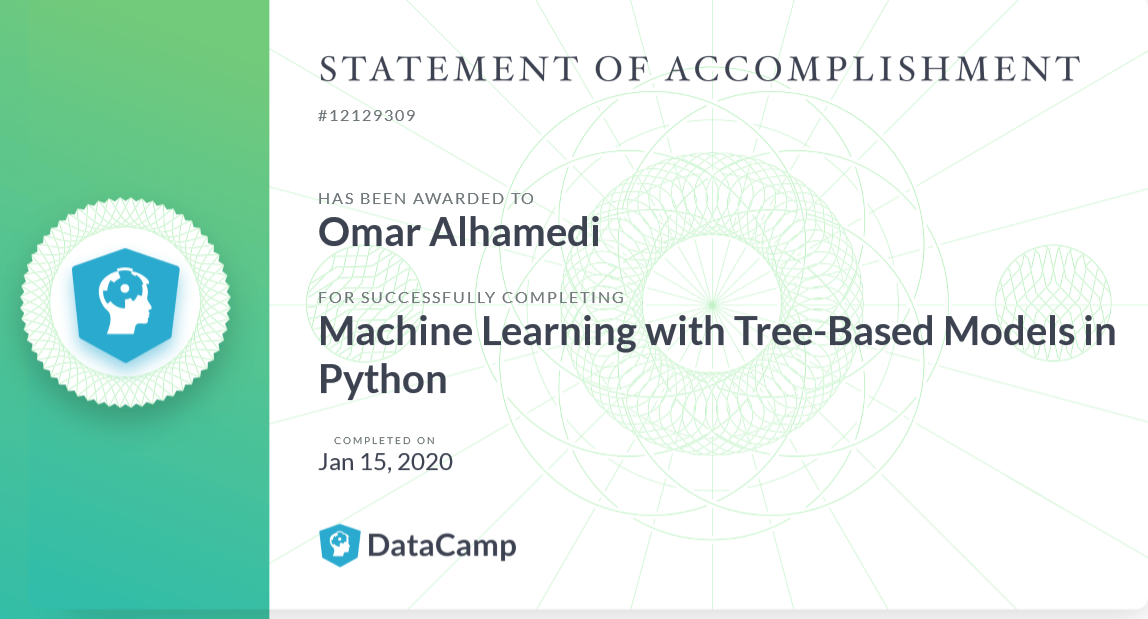 STATEMENT OF ACCOMPLISHMENT
#12129309
HAS BEEN AWARDED TO
Omar Alhamedi
FOR SUCCESSFULLY COMPLETING
Machine Learning with Tree-Based Models in
Python
COMPLETED ON
Jan 15, 2020
DataCamp